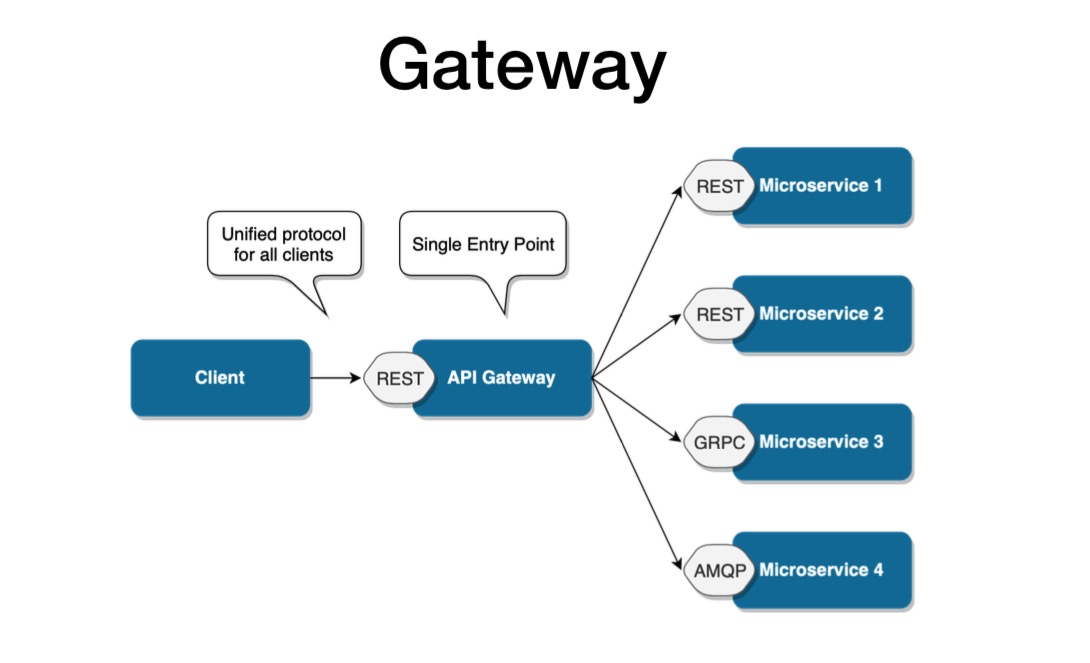 Gateway
Unified protocol
for all clients
Single Entry Point
Client
REST
API Gateway
REST
Microservice 1
REST
Microservice 2
GRPC
Microservice 3
AMQP
Microservice 4